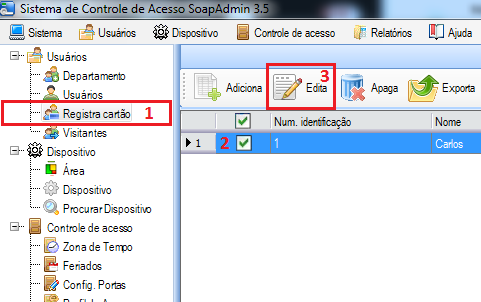 Sistema de Controle de Acesso SoapAdmin 3.5
Sistema Usuários Dispositivo Controle de acesso Relatórios Ajuda
Usuários
Departamento
Usuários
Registra cartão 1
Visitantes
Dispositivo
Área
Dispositivo
Procurar Dispositivo
Controle de acesso
Zona de Tempo
Feriados
Config. Portas
3
Adiciona Edita Apaga Exporta
Num. identificação Nome
1 2 1 Carlos